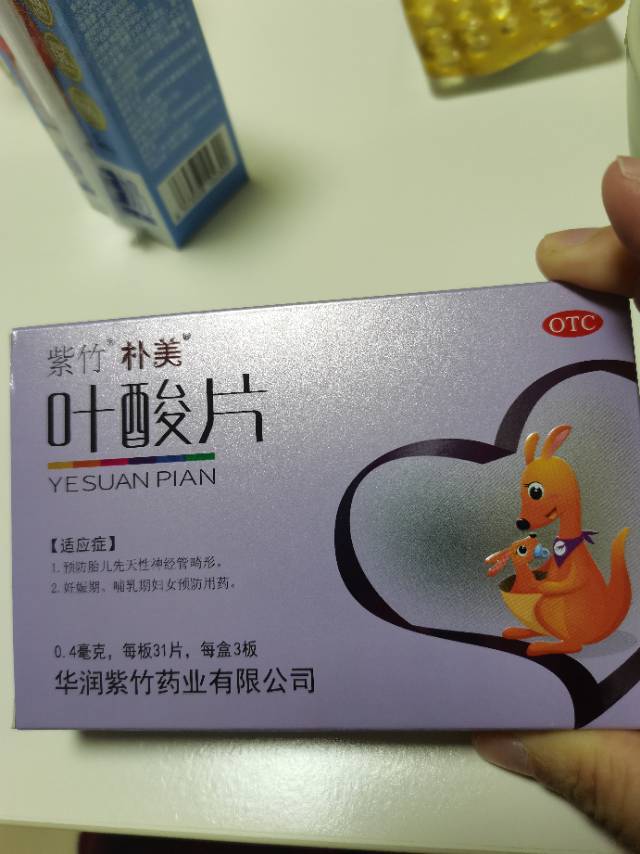 紫竹® 朴美®
OTC
叶酸片
YE SUAN PIAN
【适应症】
1.预防胎儿先天性神经管畸形。
2.妊娠期、哺乳期妇女预防用药。
0.4毫克，每板31片，每盒3板
华润紫竹药业有限公司